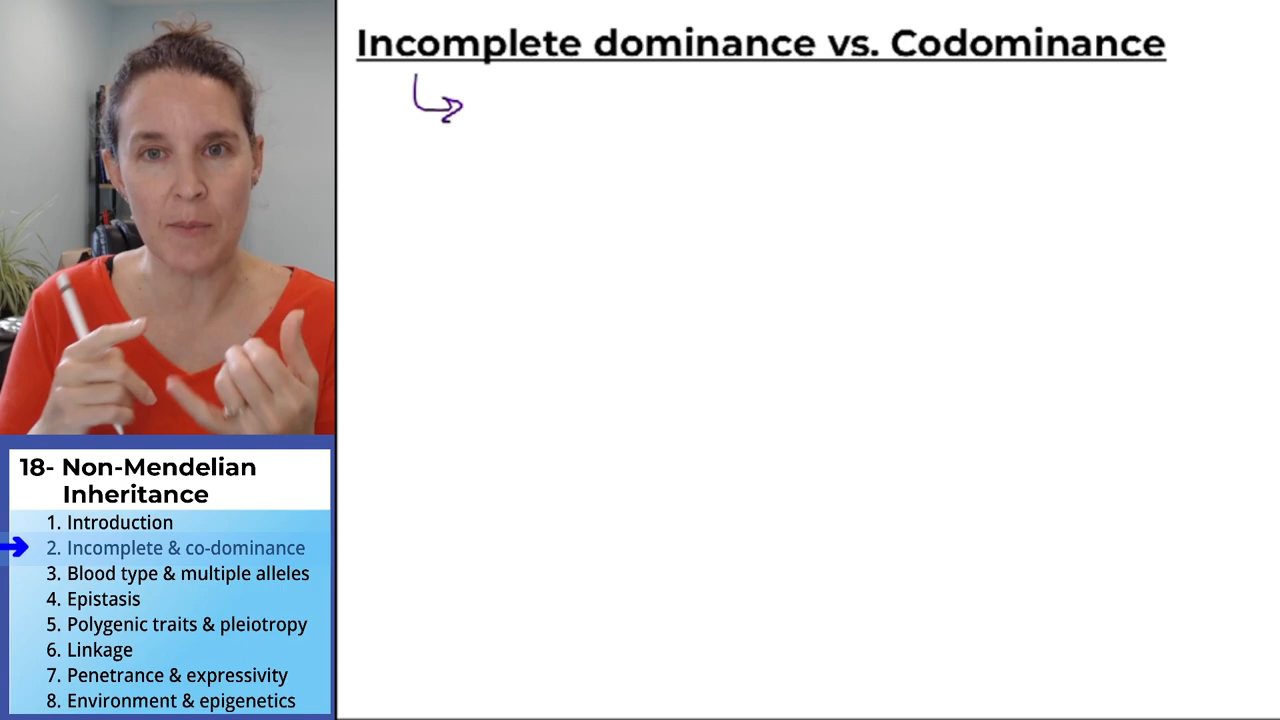 Incomplete dominance vs. Codominance
18- Non-Mendelian
Inheritance
1. Introduction
2. Incomplete & co-dominance
3. Blood type & multiple alleles
4. Epistasis
5. Polygenic traits & pleiotropy
6. Linkage
7. Penetrance & expressivity
8. Environment & epigenetics